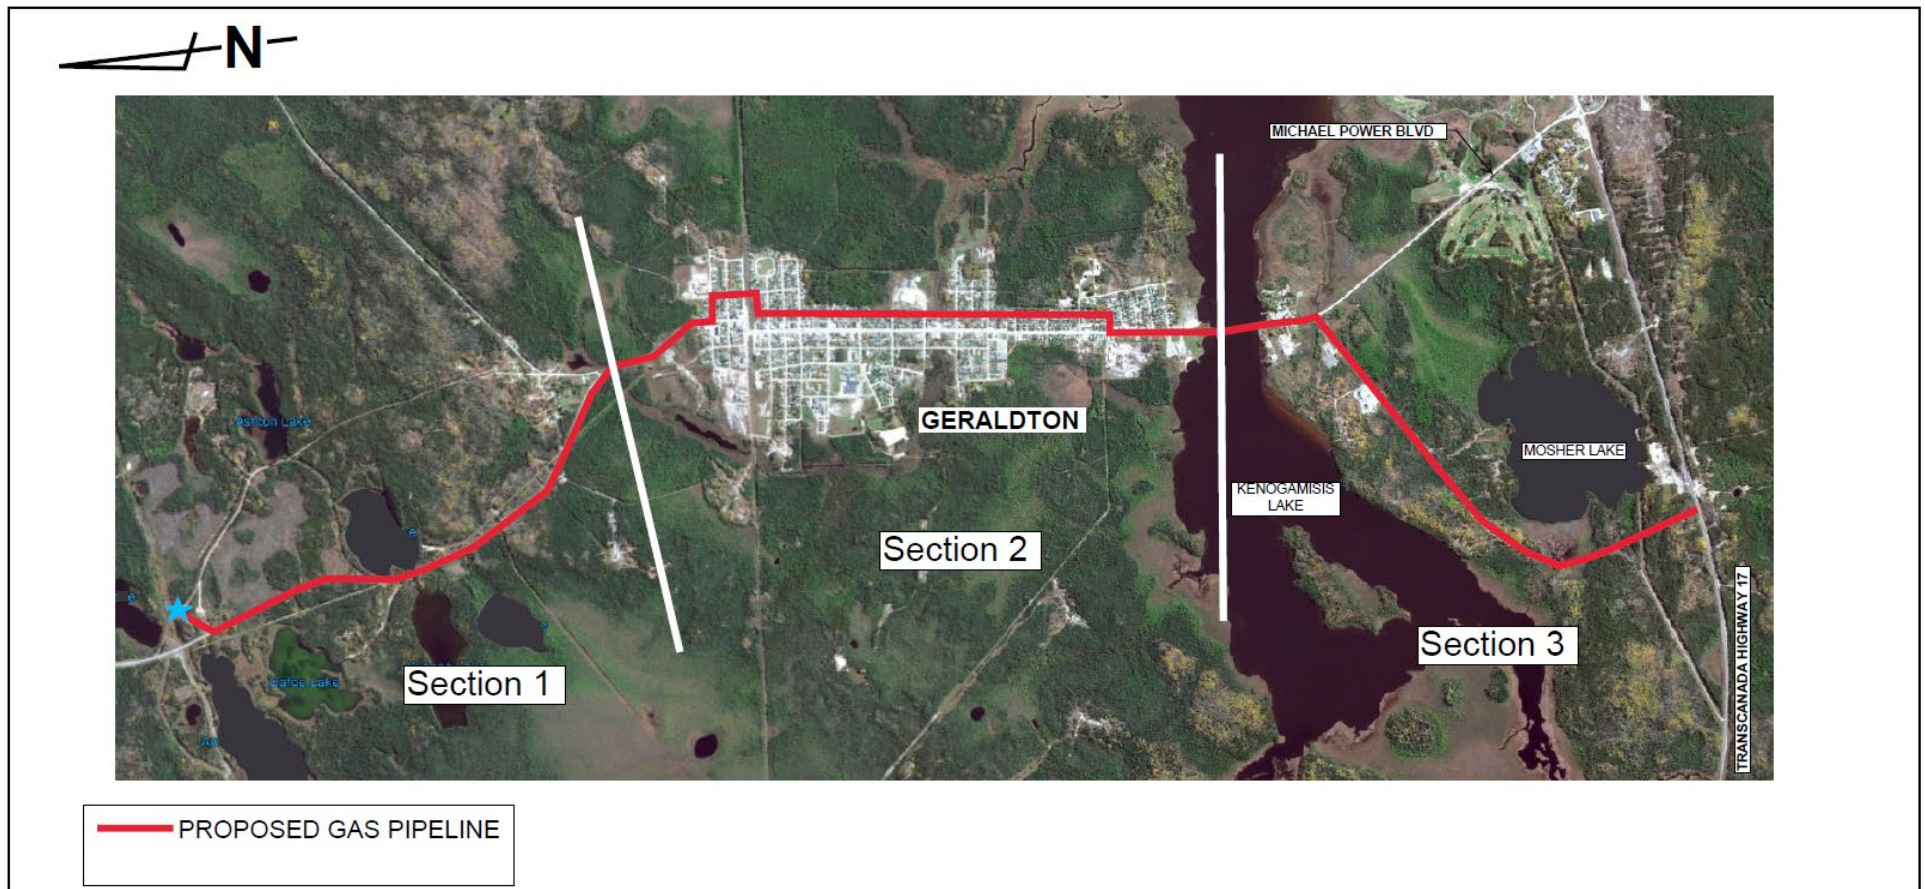 N
MICHAEL POWER BLVD
Ashton Lake
GERALDTON
MOSHER LAKE
KENOGAMISIS
LAKE
Section 2
Section 3
Section 1
TRANSCANADA HIGHWAY 17
PROPOSED GAS PIPELINE